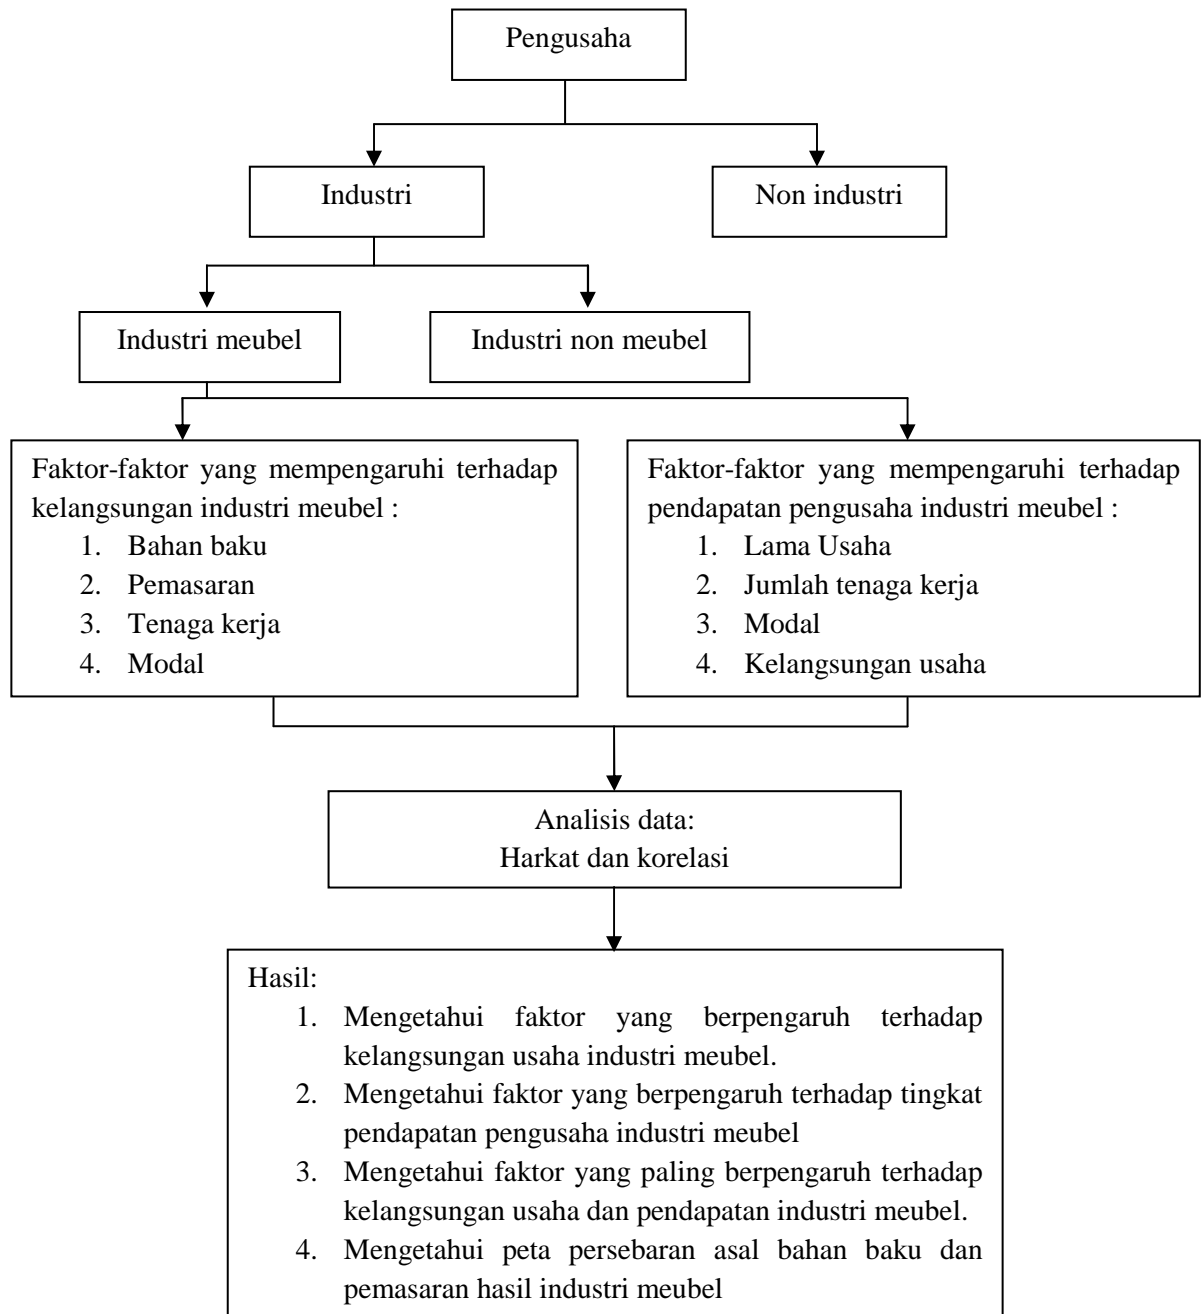 Pengusaha
Industri
Non industri
Industri meubel
Industri non meubel
Faktor-faktor yang mempengaruhi terhadap
kelangsungan industri meubel :
1. Bahan baku
2. Pemasaran
3. Tenaga kerja
4. Modal
Faktor-faktor yang mempengaruhi terhadap
pendapatan pengusaha industri meubel :
1. Lama Usaha
2. Jumlah tenaga kerja
3. Modal
4. Kelangsungan usaha
Analisis data:
Harkat dan korelasi
Hasil:
1. Mengetahui faktor yang berpengaruh terhadap
kelangsungan usaha industri meubel.
2. Mengetahui faktor yang berpengaruh terhadap tingkat
pendapatan pengusaha industri meubel
3. Mengetahui faktor yang paling berpengaruh terhadap
kelangsungan usaha dan pendapatan industri meubel.
4. Mengetahui peta persebaran asal bahan baku dan
pemasaran hasil industri meubel